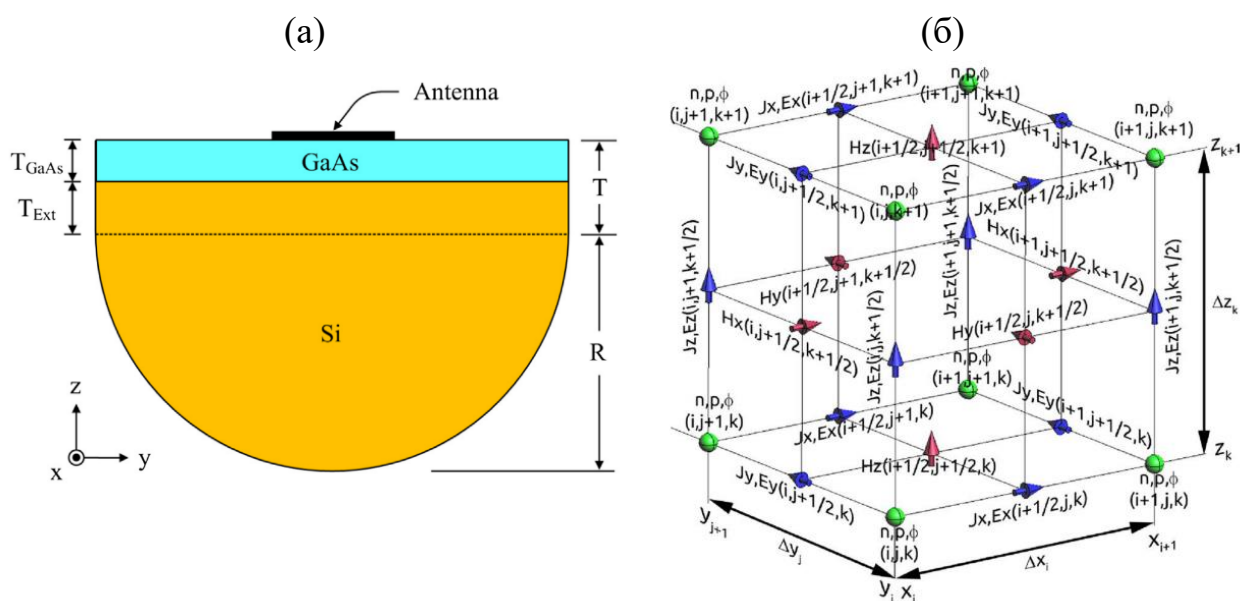 (а)
Antenna
T_GaAs
GaAs
T_Ext
T
Si
R
z
x
y
(б)
n,p,ϕ
(i+1,j+1,k+1)
Jx,Ex(i+1/2,j+1,k+1)
n,p,ϕ
(i,j+1,k+1)
Jy,Ey(i+1,j+1/2,k+1)
n,p,ϕ
(i+1,j,k+1)
Hz(i+1/2,j+1/2,k+1)
z_{k+1}
Jy,Ey(i,j+1/2,k+1)
n,p,ϕ
(i,j,k+1)
Jx,Ex(i+1/2,j,k+1)
Jz,Ez(i,j+1,k+1/2)
Jz,Ez(i+1,j+1,k+1/2)
Hx(i+1,j+1/2,k+1/2)
Hy(i+1/2,j+1,k+1/2)
Jz,Ez(i,j,k+1/2)
Hx(i,j+1/2,k+1/2)
Hy(i+1/2,j,k+1/2)
Jz,Ez(i+1,j,k+1/2)
Δz_k
n,p,ϕ
(i+1,j+1,k)
n,p,ϕ
(i,j+1,k)
Jx,Ex(i+1/2,j+1,k)
Jy,Ey(i+1,j+1/2,k)
Hz(i+1/2,j+1/2,k)
z_k
Jy,Ey(i,j+1/2,k)
n,p,ϕ
(i+1,j,k)
Jx,Ex(i+1/2,j,k)
n,p,ϕ
(i,j,k)
y_{j+1}
Δy_j
Δx_i
x_{i+1}
y_j
x_i